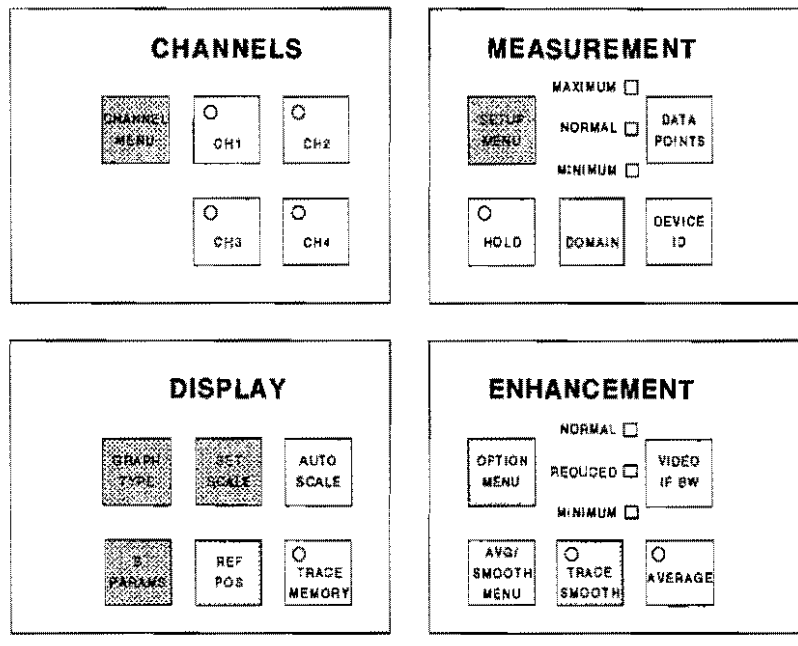 CHANNELS
CHANNEL
MENU
CH1
CH2
CH3
CH4
MEASUREMENT
SETUP
MENU
MAXIMUM
NORMAL
MINIMUM
DATA
POINTS
HOLD
DOMAIN
DEVICE
ID
DISPLAY
GRAPH
TYPE
SET
SCALE
AUTO
SCALE
S
PARAMS
REF
POS
TRACE
MEMORY
ENHANCEMENT
OPTION
MENU
NORMAL
REDUCED
MINIMUM
VIDEO
IF BW
AVG/
SMOOTH
MENU
TRACE
SMOOTH
AVERAGE